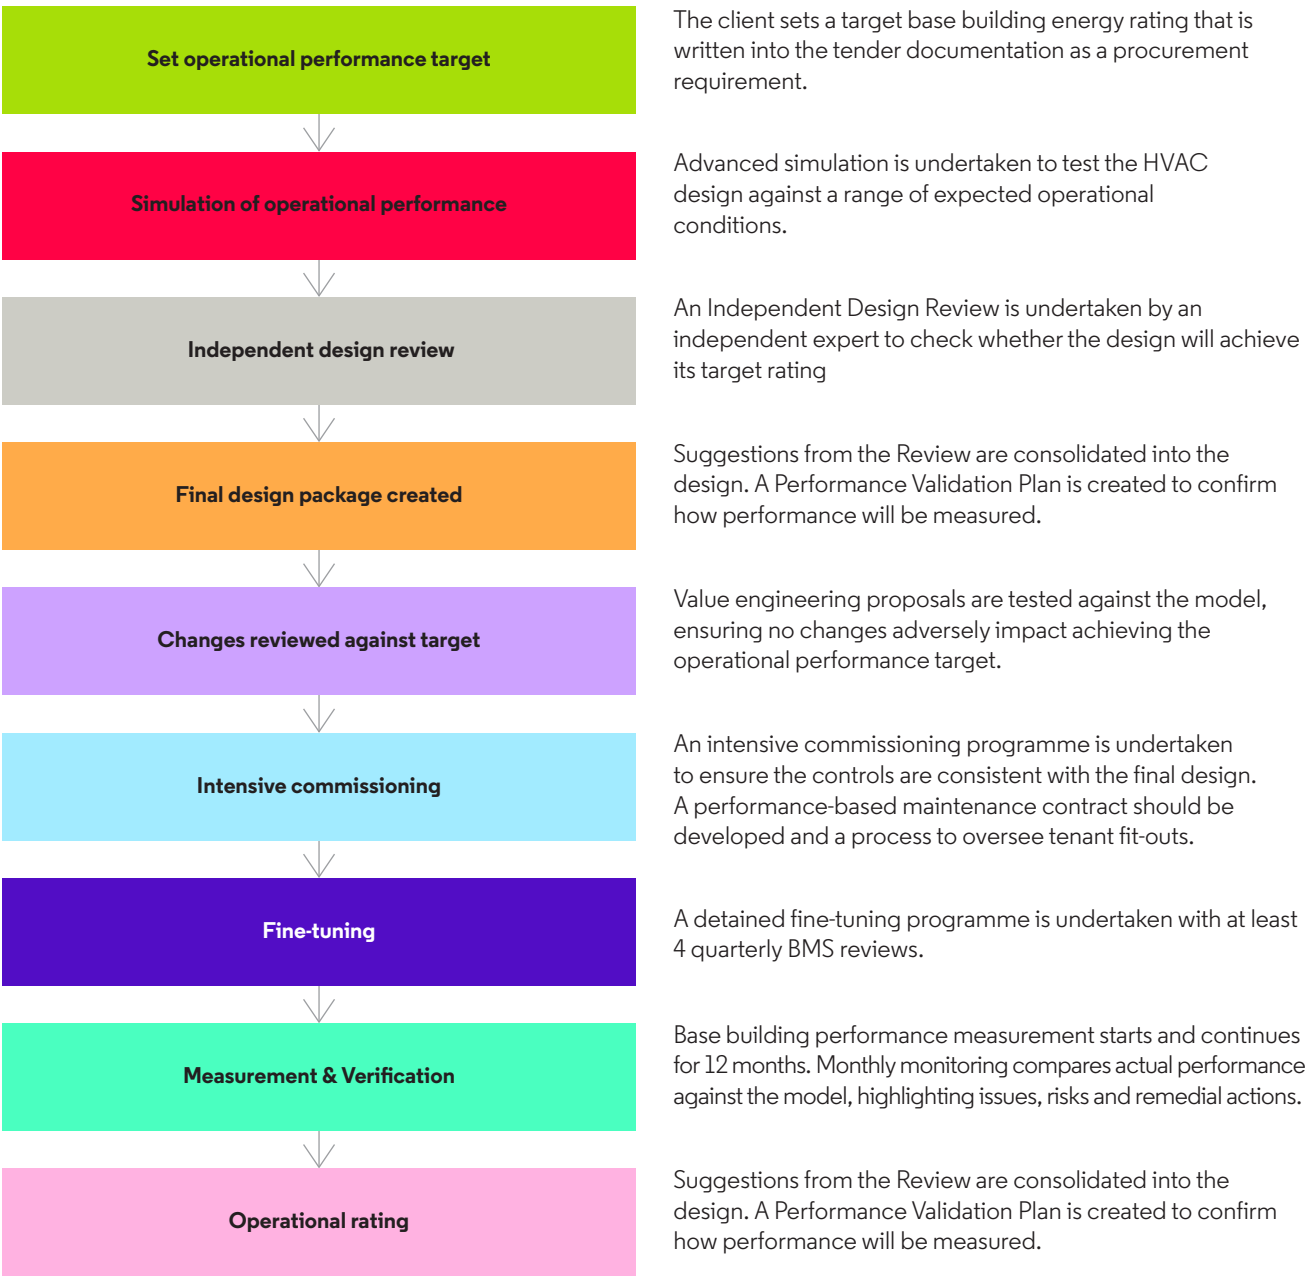 Set operational performance target
The client sets a target base building energy rating that is
written into the tender documentation as a procurement
requirement.
Simulation of operational performance
Advanced simulation is undertaken to test the HVAC
design against a range of expected operational
conditions.
Independent design review
An Independent Design Review is undertaken by an
independent expert to check whether the design will achieve
its target rating
Final design package created
Suggestions from the Review are consolidated into the
design. A Performance Validation Plan is created to confirm
how performance will be measured.
Changes reviewed against target
Value engineering proposals are tested against the model,
ensuring no changes adversely impact achieving the
operational performance target.
Intensive commissioning
An intensive commissioning programme is undertaken
to ensure the controls are consistent with the final design.
A performance-based maintenance contract should be
developed and a process to oversee tenant fit-outs.
Fine-tuning
A detained fine-tuning programme is undertaken with at least
4 quarterly BMS reviews.
Measurement & Verification
Base building performance measurement starts and continues
for 12 months. Monthly monitoring compares actual performance
against the model, highlighting issues, risks and remedial actions.
Operational rating
Suggestions from the Review are consolidated into the
design. A Performance Validation Plan is created to confirm
how performance will be measured.